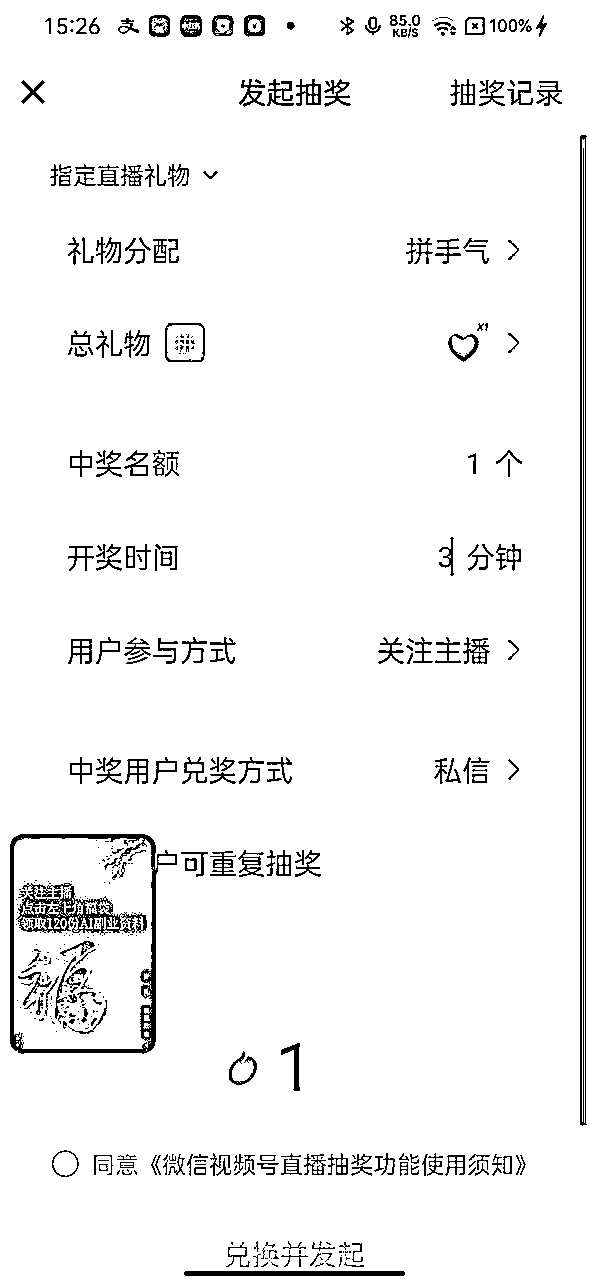 15:26 支 85.0 KB/S 100%
发起抽奖 抽奖记录
指定直播礼物
礼物分配 拼手气
总礼物 拼 x1
中奖名额 1 个
开奖时间 3 分钟
用户参与方式 关注主播
中奖用户兑奖方式 私信
户可重复抽奖
关注主播
点击左上角福袋
领取120份AI副业资料
福
1
同意《微信视频号直播抽奖功能使用须知》
兑换并发起